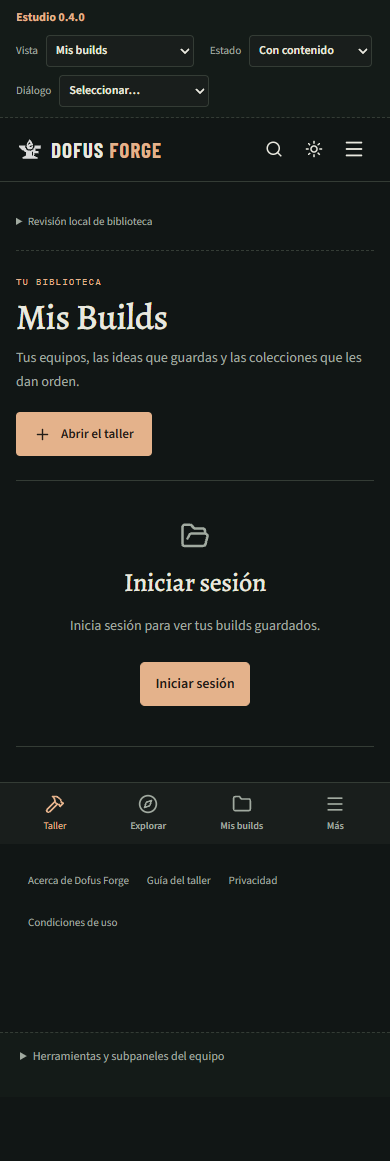 Estudio 0.4.0
Vista Mis builds Estado Con contenido
Diálogo Seleccionar...
DOFUS FORGE
Revisión local de biblioteca
TU BIBLIOTECA
Mis Builds
Tus equipos, las ideas que guardas y las colecciones que les
dan orden.
Abrir el taller
Iniciar sesión
Inicia sesión para ver tus builds guardados.
Iniciar sesión
Taller Explorar Mis builds Más
Acerca de Dofus Forge Guía del taller Privacidad
Condiciones de uso
Herramientas y subpaneles del equipo